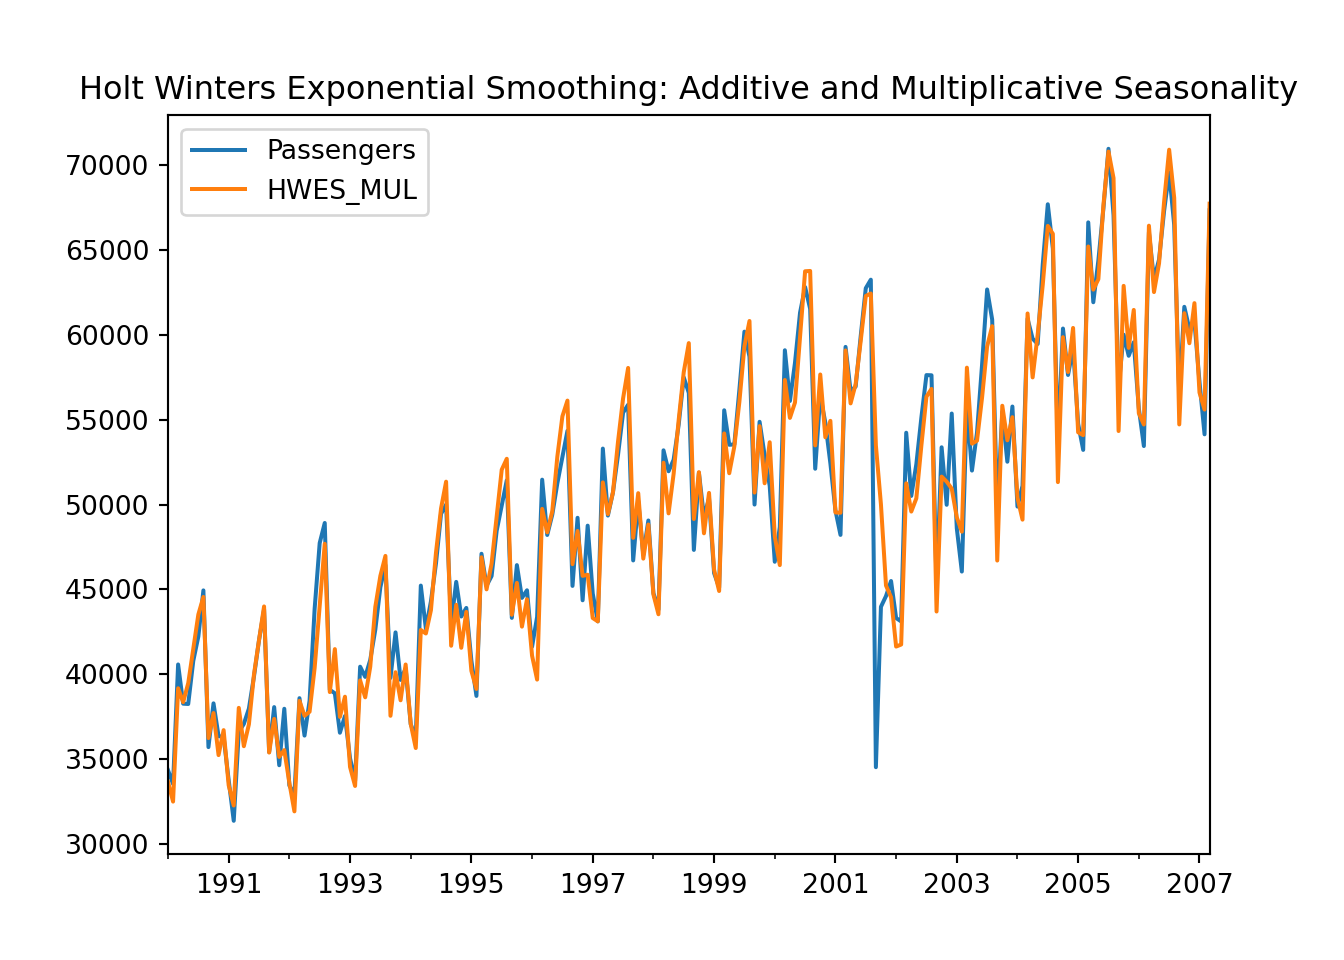 Holt Winters Exponential Smoothing: Additive and Multiplicative Seasonality
Passengers
HWES_MUL
70000
65000
60000
55000
50000
45000
40000
35000
30000
1991 1993 1995 1997 1999 2001 2003 2005 2007